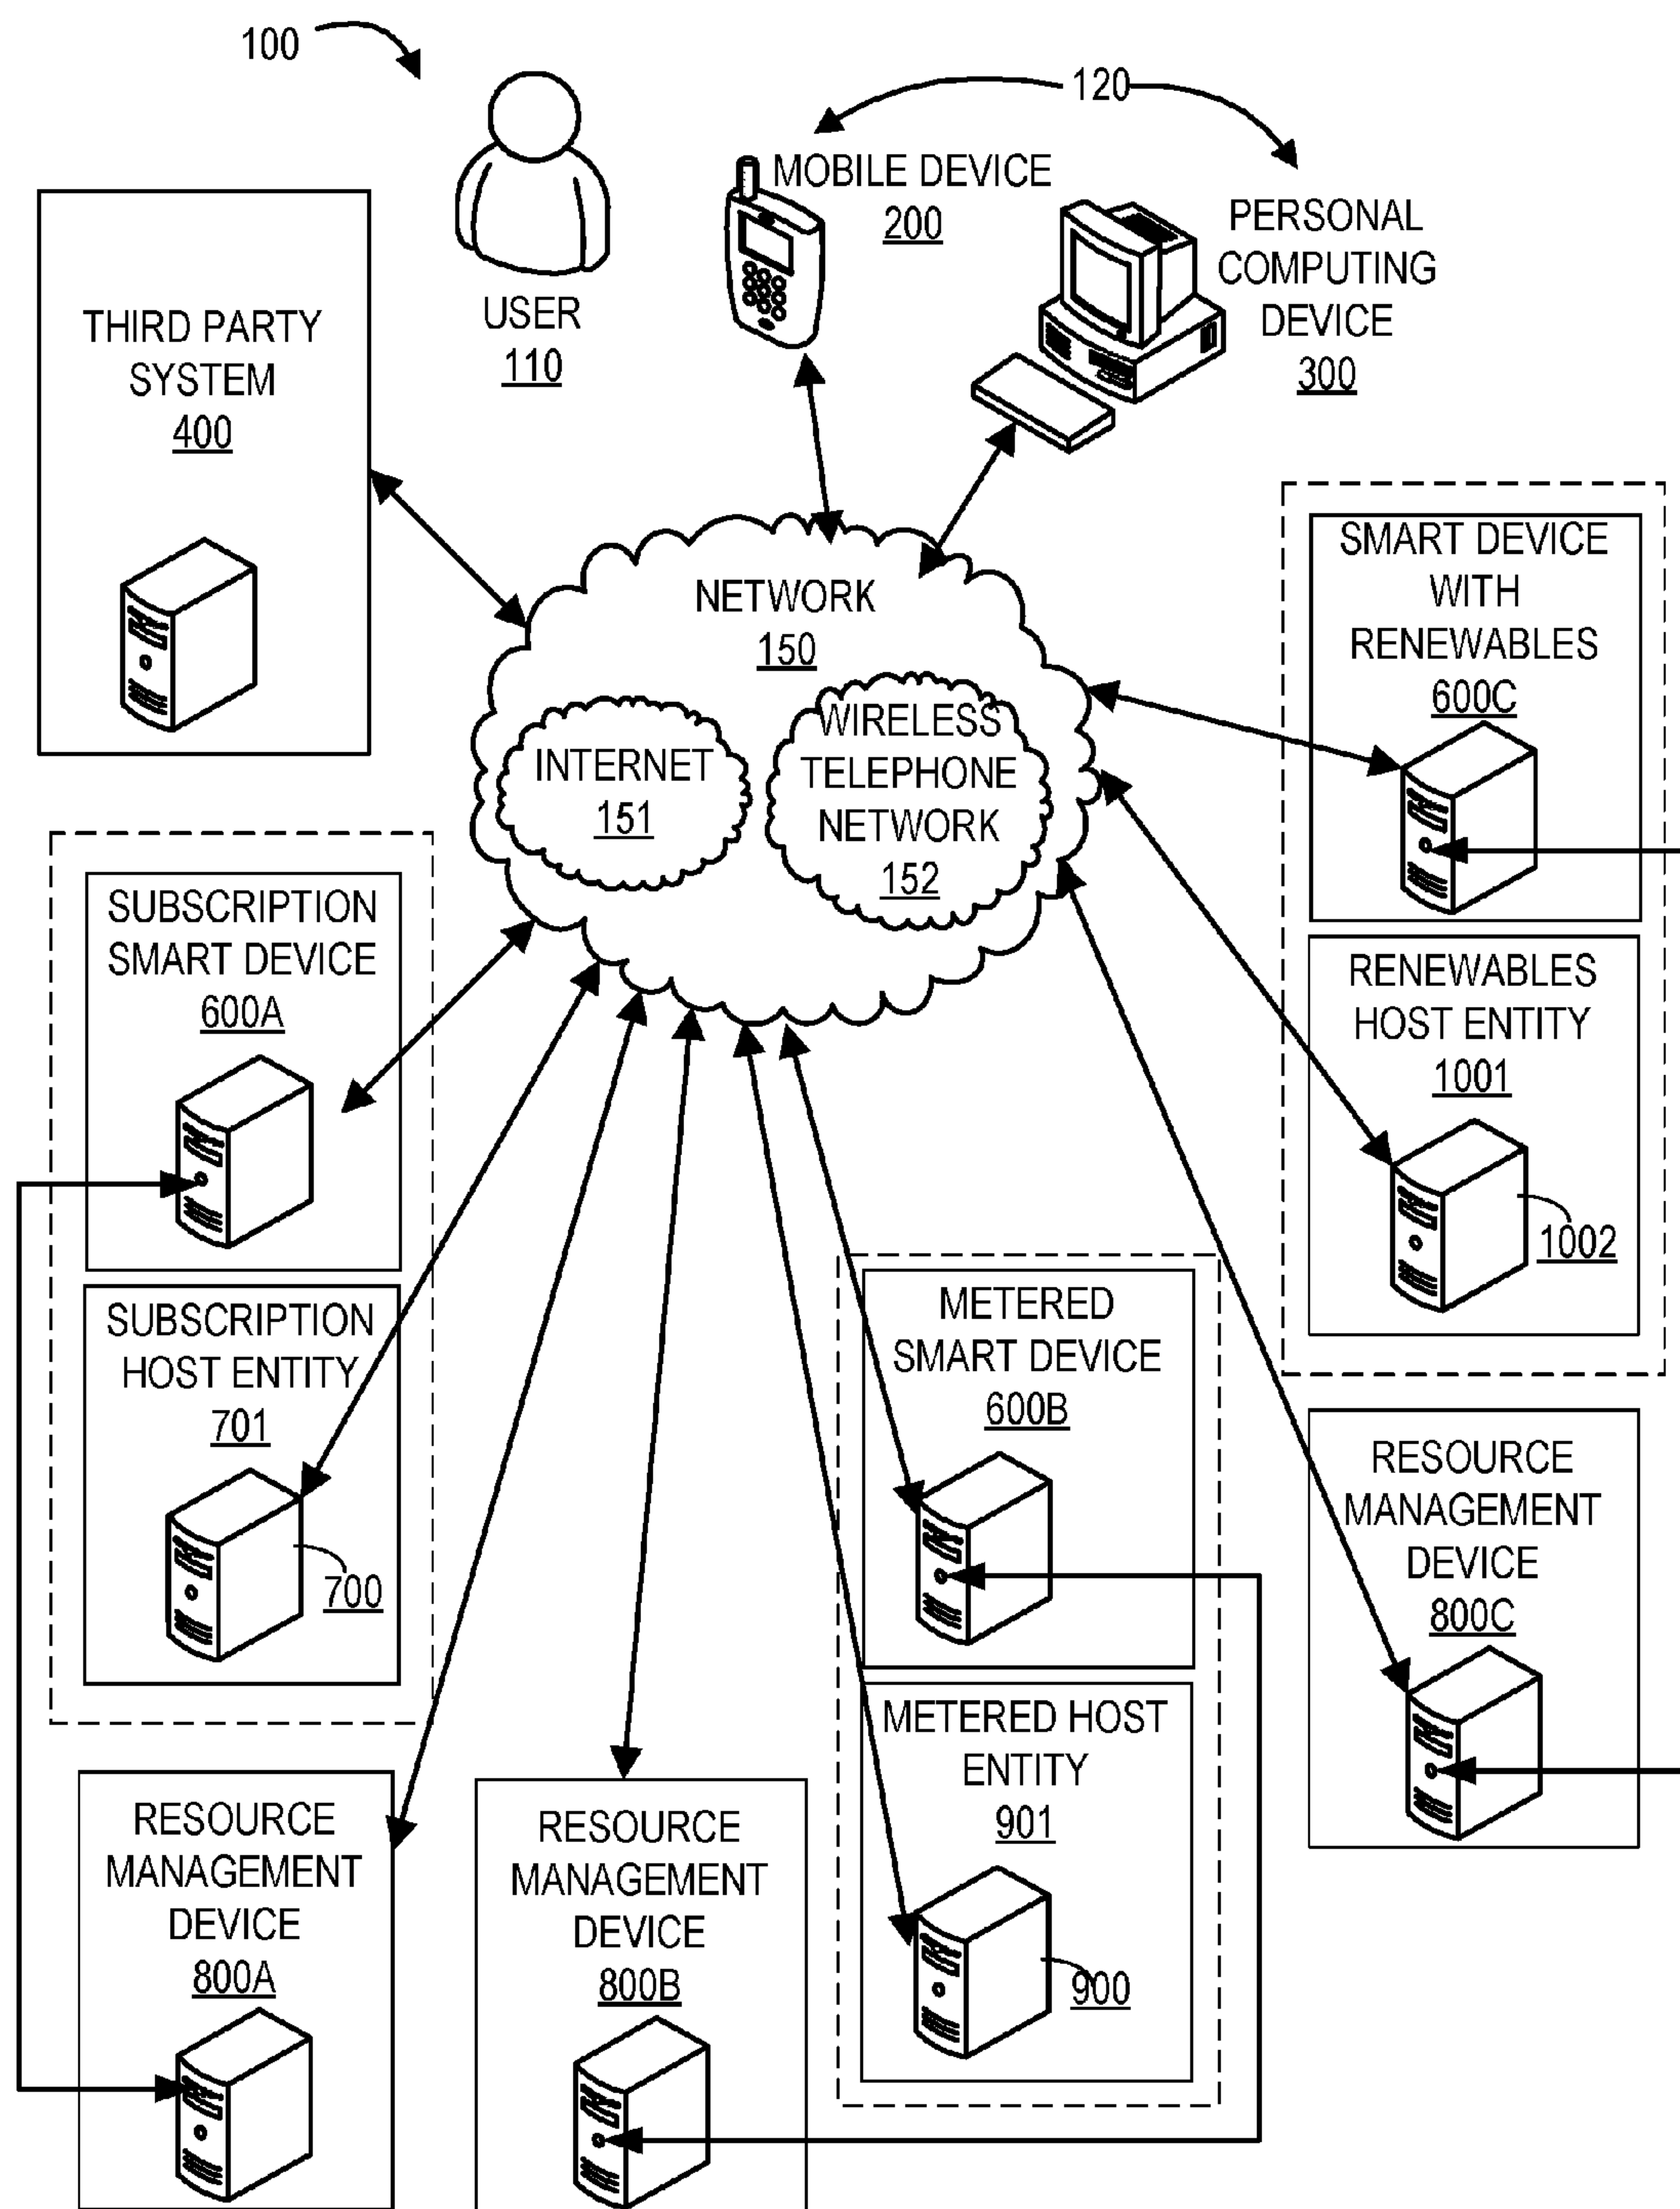 100
120
MOBILE DEVICE
200
PERSONAL
COMPUTING
DEVICE
300
USER
110
THIRD PARTY
SYSTEM
400
NETWORK
150
INTERNET
151
WIRELESS
TELEPHONE
NETWORK
152
SMART DEVICE
WITH
RENEWABLES
600C
RENEWABLES
HOST ENTITY
1001
1002
SUBSCRIPTION
SMART DEVICE
600A
SUBSCRIPTION
HOST ENTITY
701
700
METERED
SMART DEVICE
600B
METERED HOST
ENTITY
901
900
RESOURCE
MANAGEMENT
DEVICE
800C
RESOURCE
MANAGEMENT
DEVICE
800A
RESOURCE
MANAGEMENT
DEVICE
800B